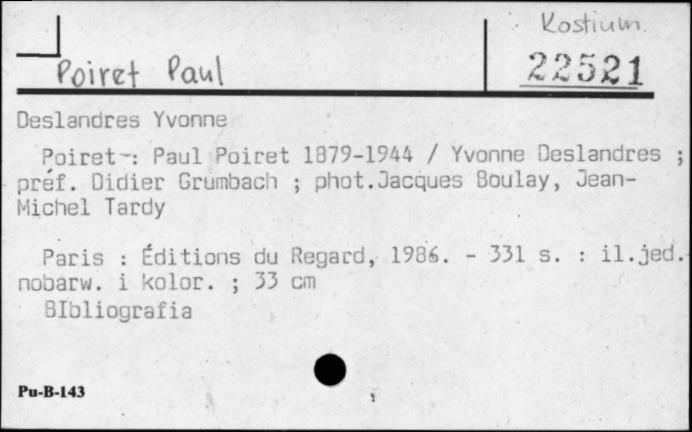 Kostium.
Poiret Paul
22521
Deslandres Yvonne
Poiret : Paul Poiret 1879-1944 / Yvonne Deslandres ;
préf. Didier Grumbach ; phot.Jacques Boulay, Jean-
Michel Tardy
Paris : Éditions du Regard, 1986. - 331 s. : il.jed.
nobarw. i kolor. ; 33 cm
BIbliografia
Pu-B-143